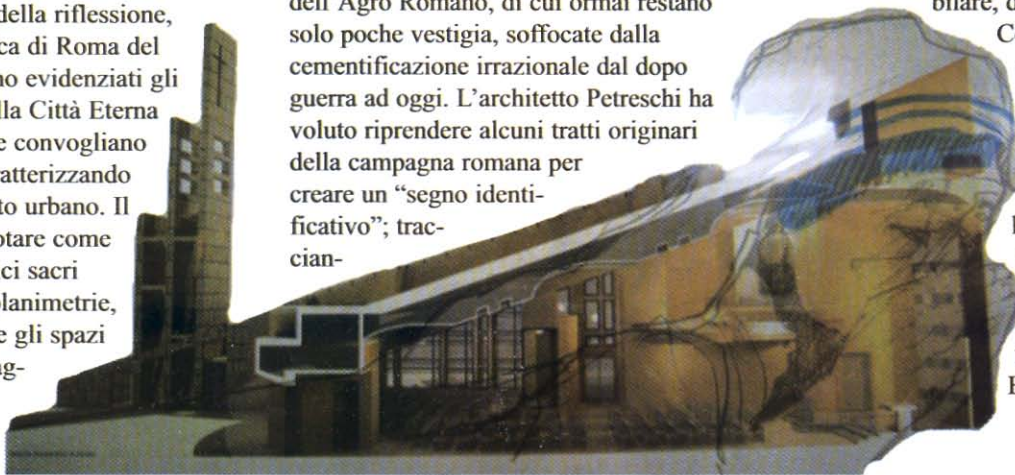 della riflessione,
ca di Roma del
no evidenziati gli
lla Città Eterna
e convogliano
atterizzando
to urbano. Il
otare come
ci sacri
planimetrie,
e gli spazi
ag-
dell'Agro Romano, di cui ormai restano
solo poche vestigia, soffocate dalla
cementificazione irrazionale dal dopo
guerra ad oggi. L'architetto Petreschi ha
voluto riprendere alcuni tratti originari
della campagna romana per
creare un “segno identi-
ficativo”; trac-
cian-
bilare, d
Co